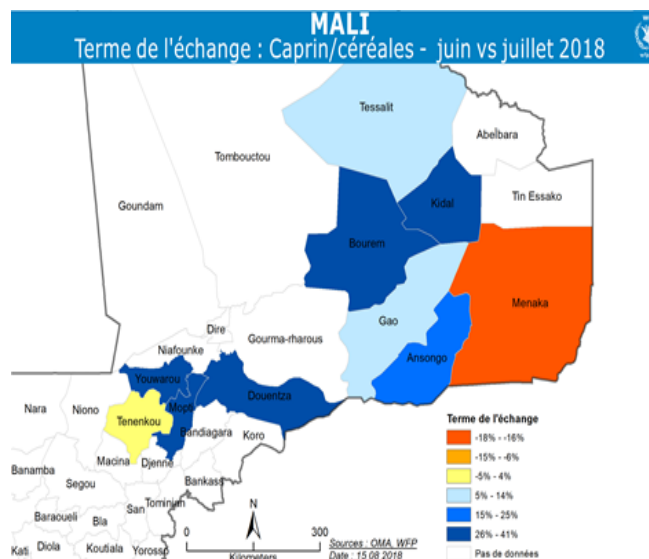 MALI
Terme de l'échange : Caprin/céréales - juin vs juillet 2018
Tessalit
Abeïbara
Tombouctou
Tin Essako
Goundam
Kidal
Bourem
Menaka
Gao
Dire
Gourma-rharous
Niafounke
Ansongo
Youwarou
Douentza
Nara
Niono
Mopti
Tenenkou
Bandiagara
Koro
Macina
Djenne
Banamba
Segou
Bankass
San
Tominian
Baraoueli
Bla
Kati
Diola
Koutiala
Yorosso
Terme de l'échange
-18% - -16%
-15% - -6%
-5% - 4%
5% - 14%
15% - 25%
26% - 41%
Pas de données
N
0
300
Kilometers
Sources : OMA, WFP
Date : 15 08 2018